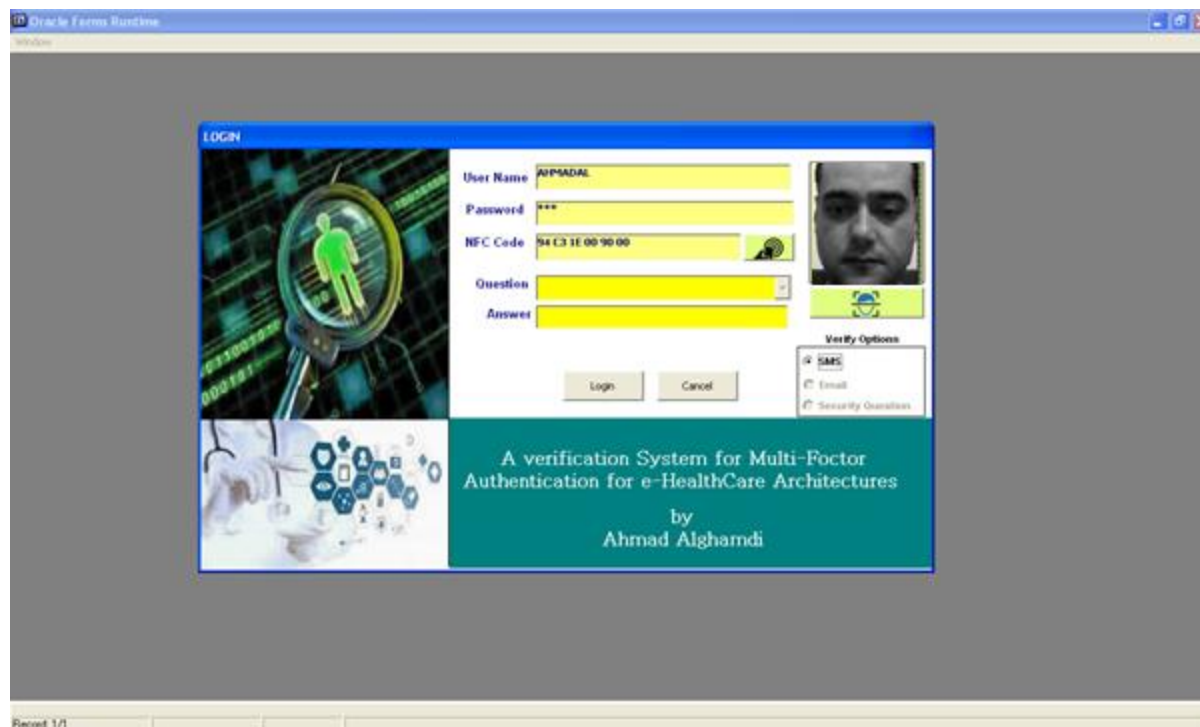 Oracle Forms Runtime
Window
LOGIN
User Name AHMADAL
Password ***
NFC Code 94 C3 1E 00 90 00
Question
Answer
Verify Options
SMS
Email
Security Question
Login Cancel
A verification System for Multi-Foctor
Authentication for e-HealthCare Architectures
by
Ahmad Alghamdi
Record 1/1